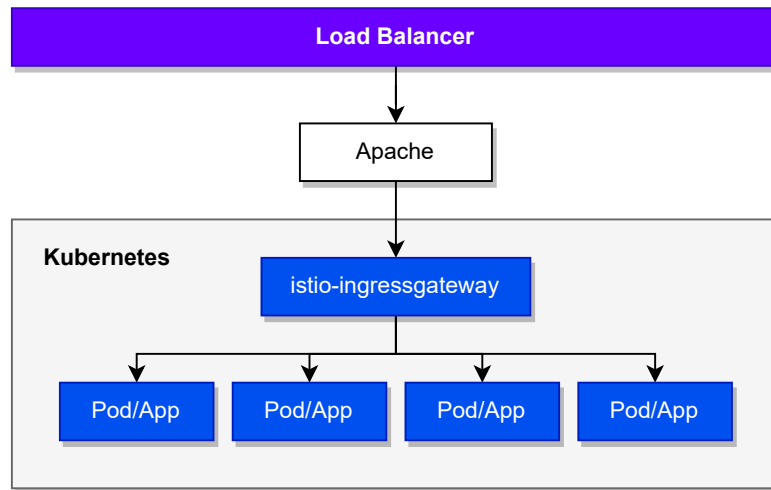 Load Balancer
Apache
Kubernetes
istio-ingressgateway
Pod/App
Pod/App
Pod/App
Pod/App